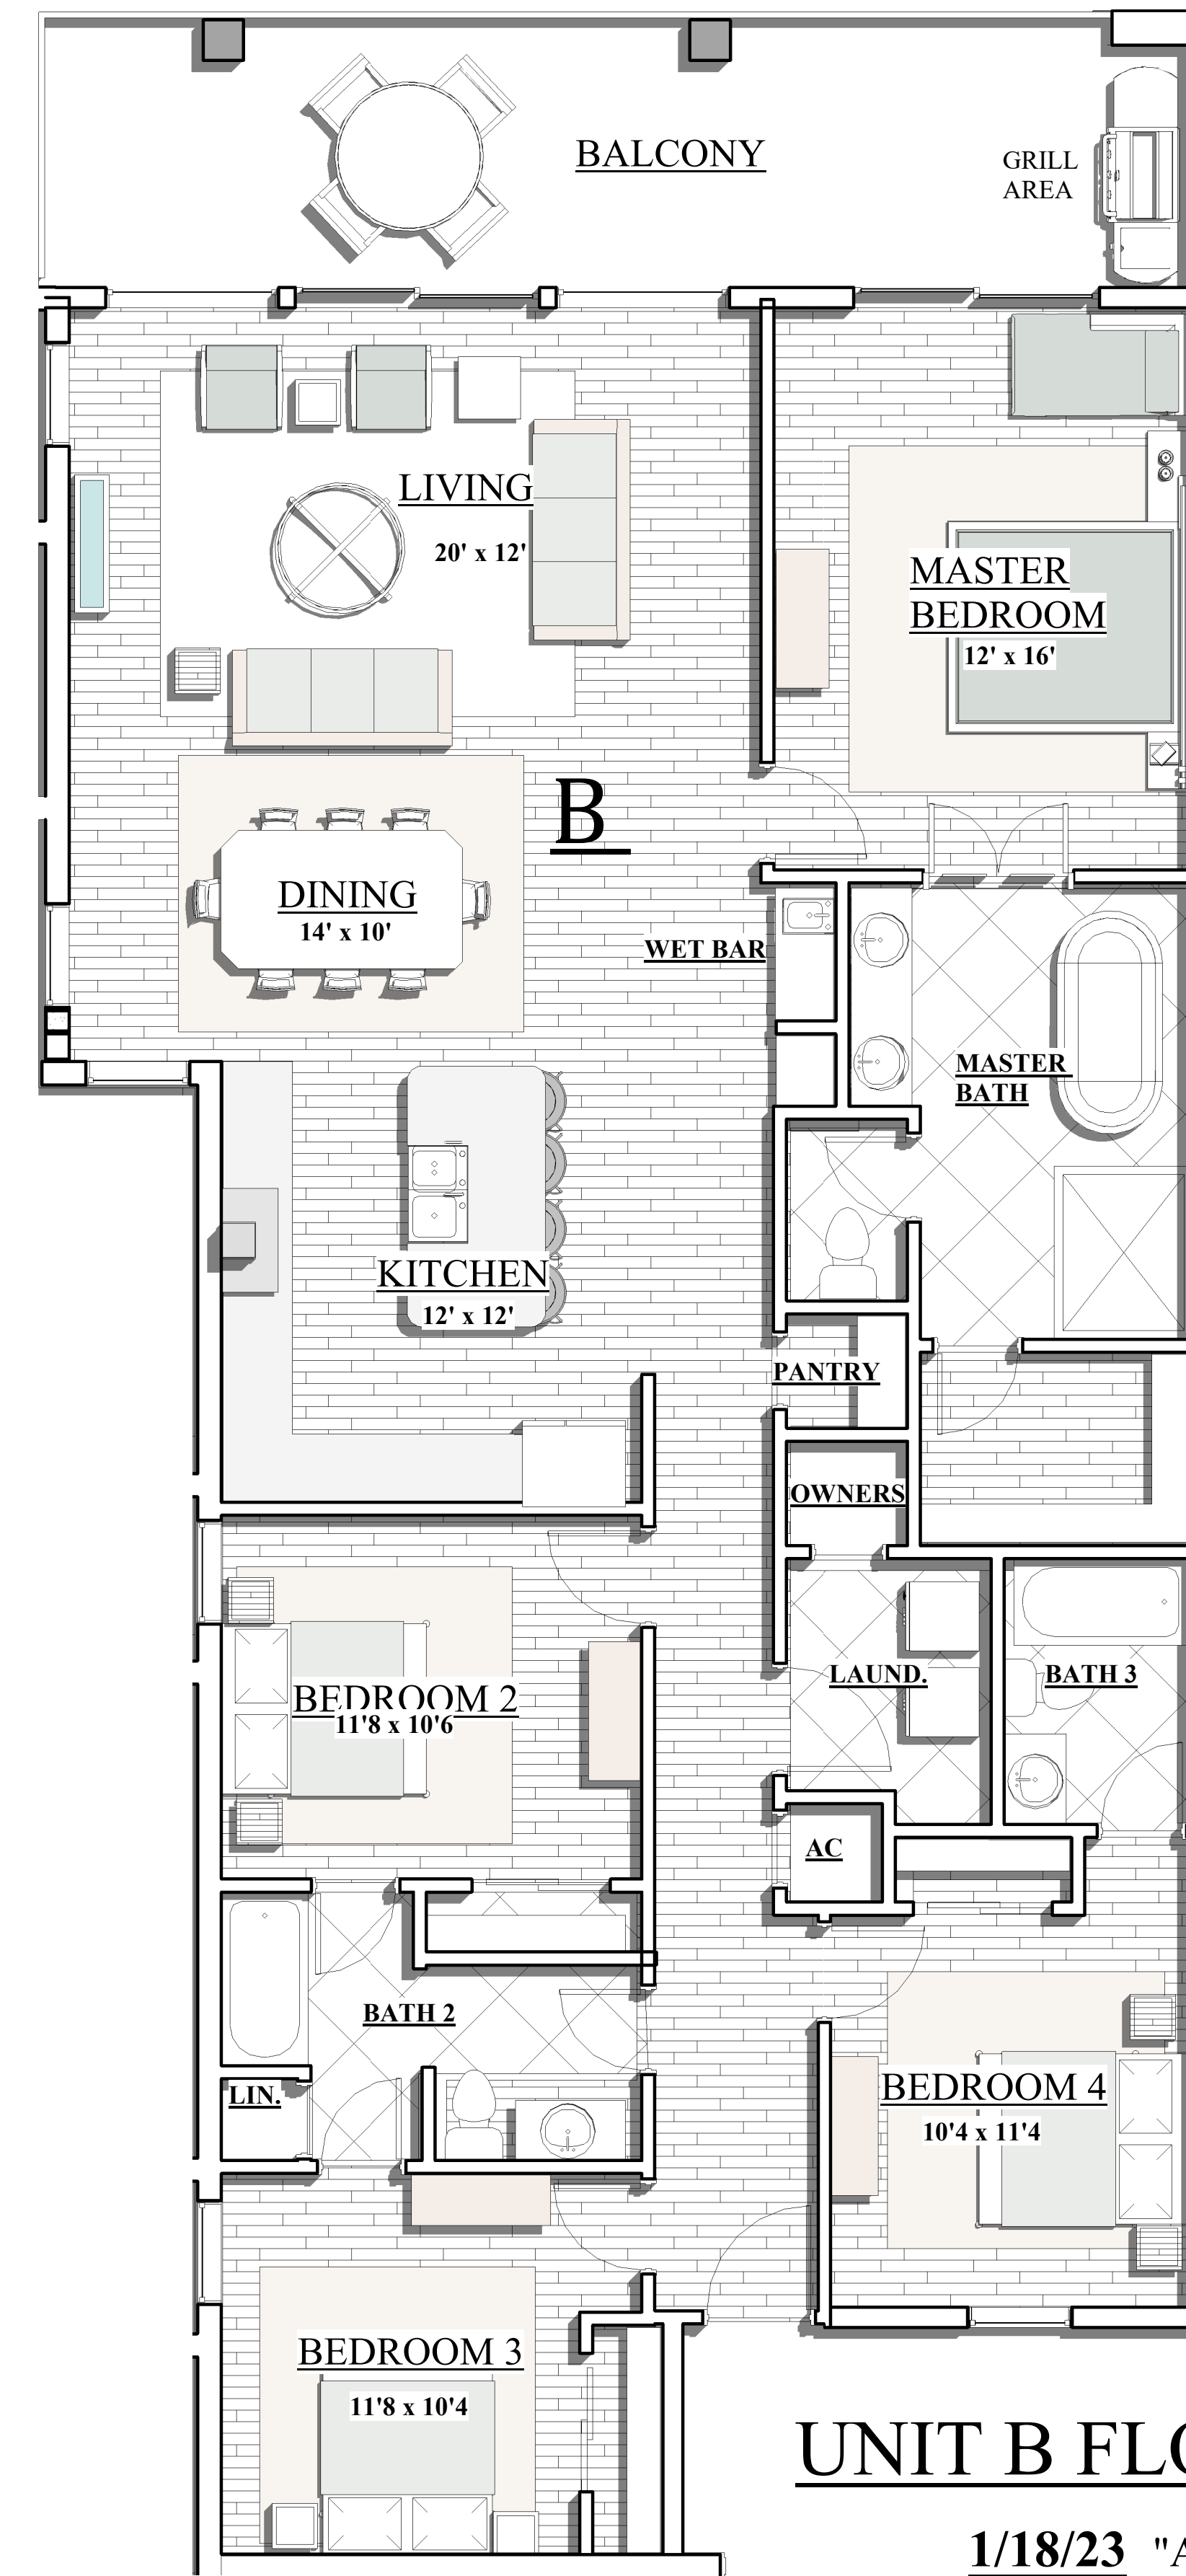 BALCONY
GRILL
AREA
LIVING
20' x 12'
MASTER
BEDROOM
12' x 16'
B
DINING
14' x 10'
WET BAR
MASTER
BATH
KITCHEN
12' x 12'
PANTRY
OWNERS
LAUND.
BATH 3
BEDROOM 2
11'8 x 10'6
AC
BATH 2
LIN.
BEDROOM 4
10'4 x 11'4
BEDROOM 3
11'8 x 10'4
UNIT B FLO
1/18/23 "A